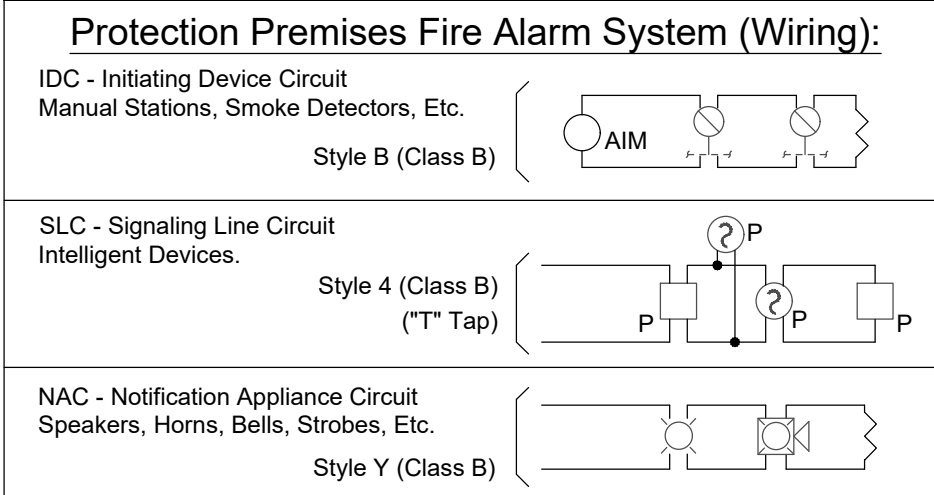 Protection Premises Fire Alarm System (Wiring):
IDC - Initiating Device Circuit
Manual Stations, Smoke Detectors, Etc.
Style B (Class B)
AIM
SLC - Signaling Line Circuit
Intelligent Devices.
Style 4 (Class B)
("T" Tap)
P
P
P
P
NAC - Notification Appliance Circuit
Speakers, Horns, Bells, Strobes, Etc.
Style Y (Class B)